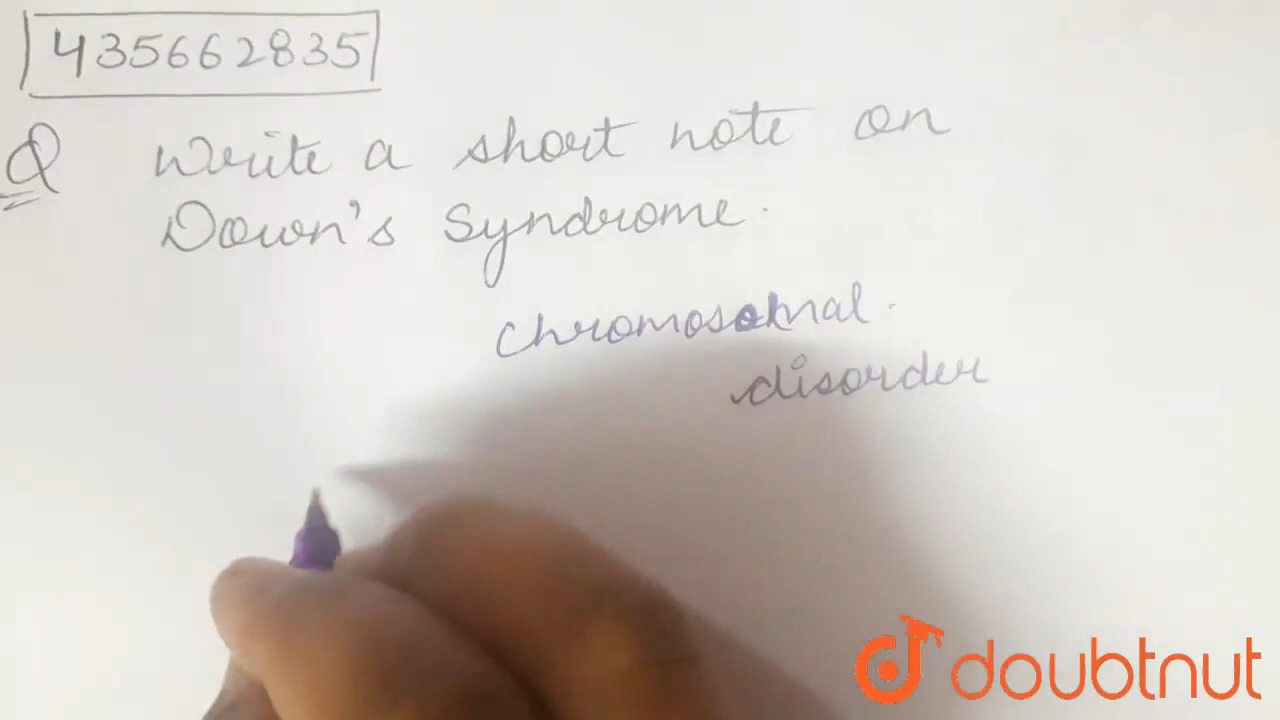 435662835
Q Write a short note on
Down's Syndrome.
Chromosomal.
disorder
doubtnut